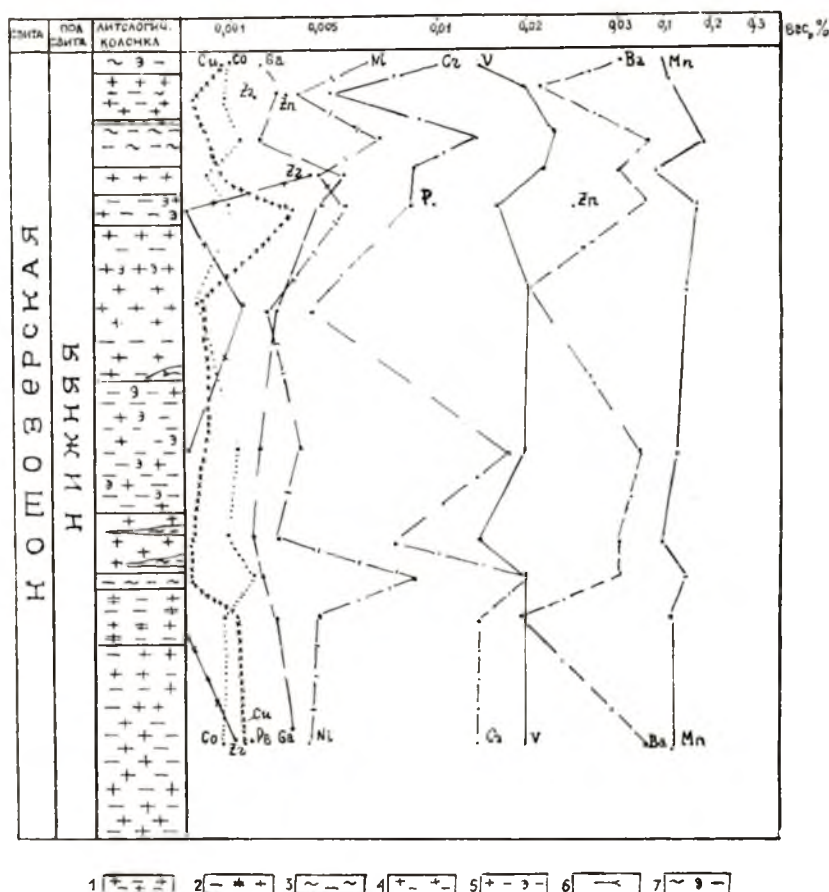 СВИТА ПОД СВИТА ЛИТОЛОГИЧ. КОЛОНКА 0,001 0,005 0,01 0,02 0,03 0,1 0,2 0,3 Вес,%
Cu Co Ga Ni Cr V Ba Mn
Zr Zn
Zr
P Zn
КОТОЗЕРСКАЯ
НИЖНЯЯ
Cu
Co Zr Pb Ga Ni Cr V Ba Mn
1 2 3 4 5 6 7